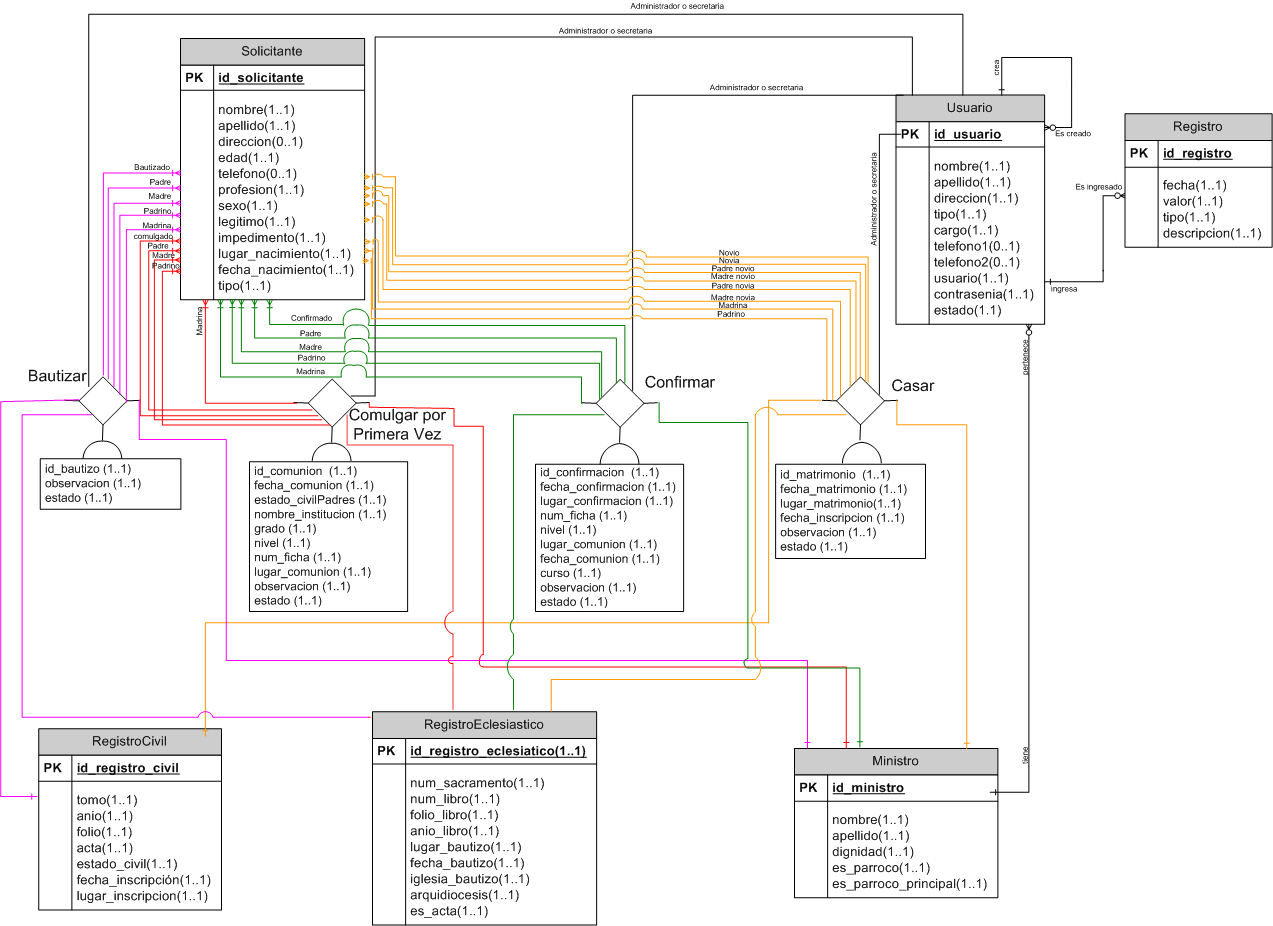 Administrador o secretaria
Administrador o secretaria
Administrador o secretaria
Administrador o secretaria
Solicitante
PK id_solicitante
nombre(1..1)
apellido(1..1)
direccion(0..1)
edad(1..1)
telefono(0..1)
profesion(1..1)
sexo(1..1)
legitimo(1..1)
impedimento(1..1)
lugar_nacimiento(1..1)
fecha_nacimiento(1..1)
tipo(1..1)
Usuario
PK id_usuario
nombre(1..1)
apellido(1..1)
direccion(1..1)
tipo(1..1)
cargo(1..1)
telefono1(0..1)
telefono2(0..1)
usuario(1..1)
contrasenia(1..1)
estado(1.1)
crea
Es creado
Es ingresado
ingresa
pertenece
tiene
Registro
PK id_registro
fecha(1..1)
valor(1..1)
tipo(1..1)
descripcion(1..1)
Bautizado
Padre
Madre
Padrino
Madrina
comulgado
Padre
Madre
Padrino
Madrina
Novio
Novia
Padre novio
Madre novio
Padre novia
Madre novia
Madrina
Padrino
Confirmado
Padre
Madre
Padrino
Madrina
Bautizar
Comulgar por
Primera Vez
Confirmar
Casar
id_bautizo (1..1)
observacion (1..1)
estado (1..1)
id_comunion (1..1)
fecha_comunion (1..1)
estado_civilPadres (1..1)
nombre_institucion (1..1)
grado (1..1)
nivel (1..1)
num_ficha (1..1)
lugar_comunion (1..1)
observacion (1..1)
estado (1..1)
id_confirmacion (1..1)
fecha_confirmacion (1..1)
lugar_confirmacion (1..1)
num_ficha (1..1)
nivel (1..1)
lugar_comunion (1..1)
fecha_comunion (1..1)
curso (1..1)
observacion (1..1)
estado (1..1)
id_matrimonio (1..1)
fecha_matrimonio (1..1)
lugar_matrimonio(1..1)
fecha_inscripcion (1..1)
observacion (1..1)
estado (1..1)
RegistroCivil
PK id_registro_civil
tomo(1..1)
anio(1..1)
folio(1..1)
acta(1..1)
estado_civil(1..1)
fecha_inscripción(1..1)
lugar_inscripcion(1..1)
RegistroEclesiastico
PK id_registro_eclesiatico(1..1)
num_sacramento(1..1)
num_libro(1..1)
folio_libro(1..1)
anio_libro(1..1)
lugar_bautizo(1..1)
fecha_bautizo(1..1)
iglesia_bautizo(1..1)
arquidiocesis(1..1)
es_acta(1..1)
Ministro
PK id_ministro
nombre(1..1)
apellido(1..1)
dignidad(1..1)
es_parroco(1..1)
es_parroco_principal(1..1)